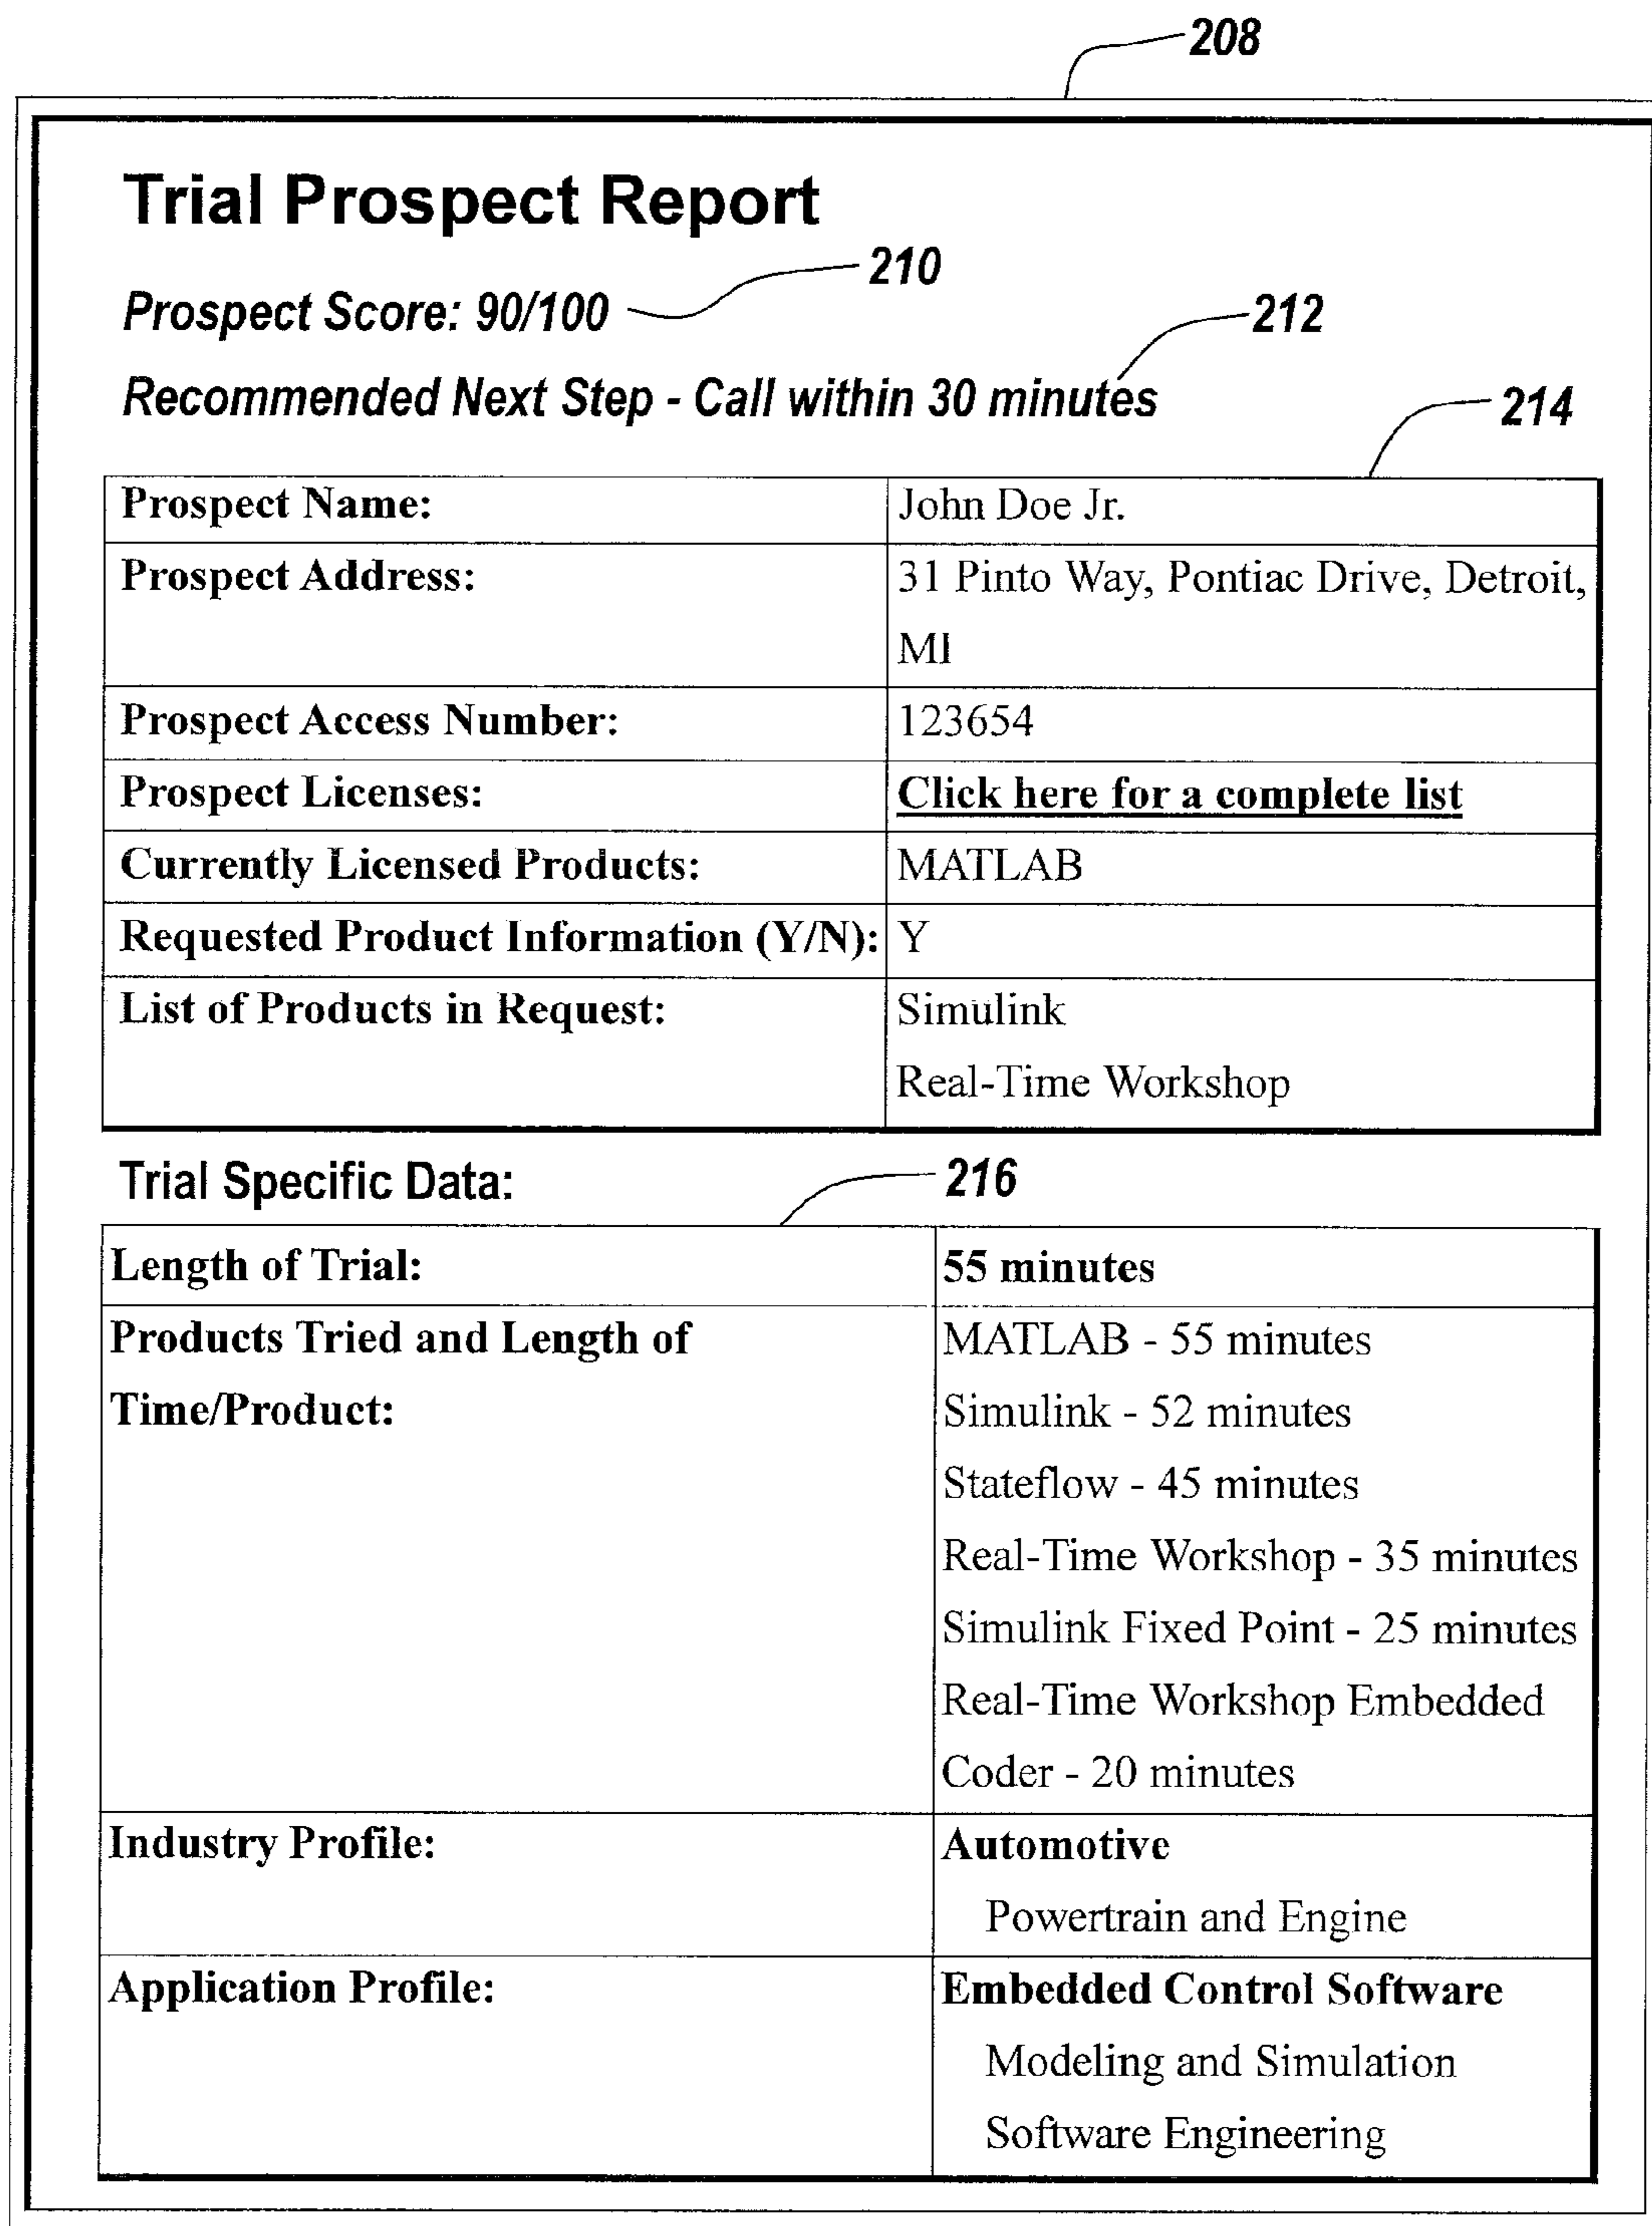 208
Trial Prospect Report
210
Prospect Score: 90/100
212
Recommended Next Step - Call within 30 minutes
214
Prospect Name: John Doe Jr.
Prospect Address: 31 Pinto Way, Pontiac Drive, Detroit,
MI
Prospect Access Number: 123654
Prospect Licenses: Click here for a complete list
Currently Licensed Products: MATLAB
Requested Product Information (Y/N): Y
List of Products in Request: Simulink
Real-Time Workshop
Trial Specific Data: 216
Length of Trial: 55 minutes
Products Tried and Length of MATLAB - 55 minutes
Time/Product: Simulink - 52 minutes
Stateflow - 45 minutes
Real-Time Workshop - 35 minutes
Simulink Fixed Point - 25 minutes
Real-Time Workshop Embedded
Coder - 20 minutes
Industry Profile: Automotive
Powertrain and Engine
Application Profile: Embedded Control Software
Modeling and Simulation
Software Engineering